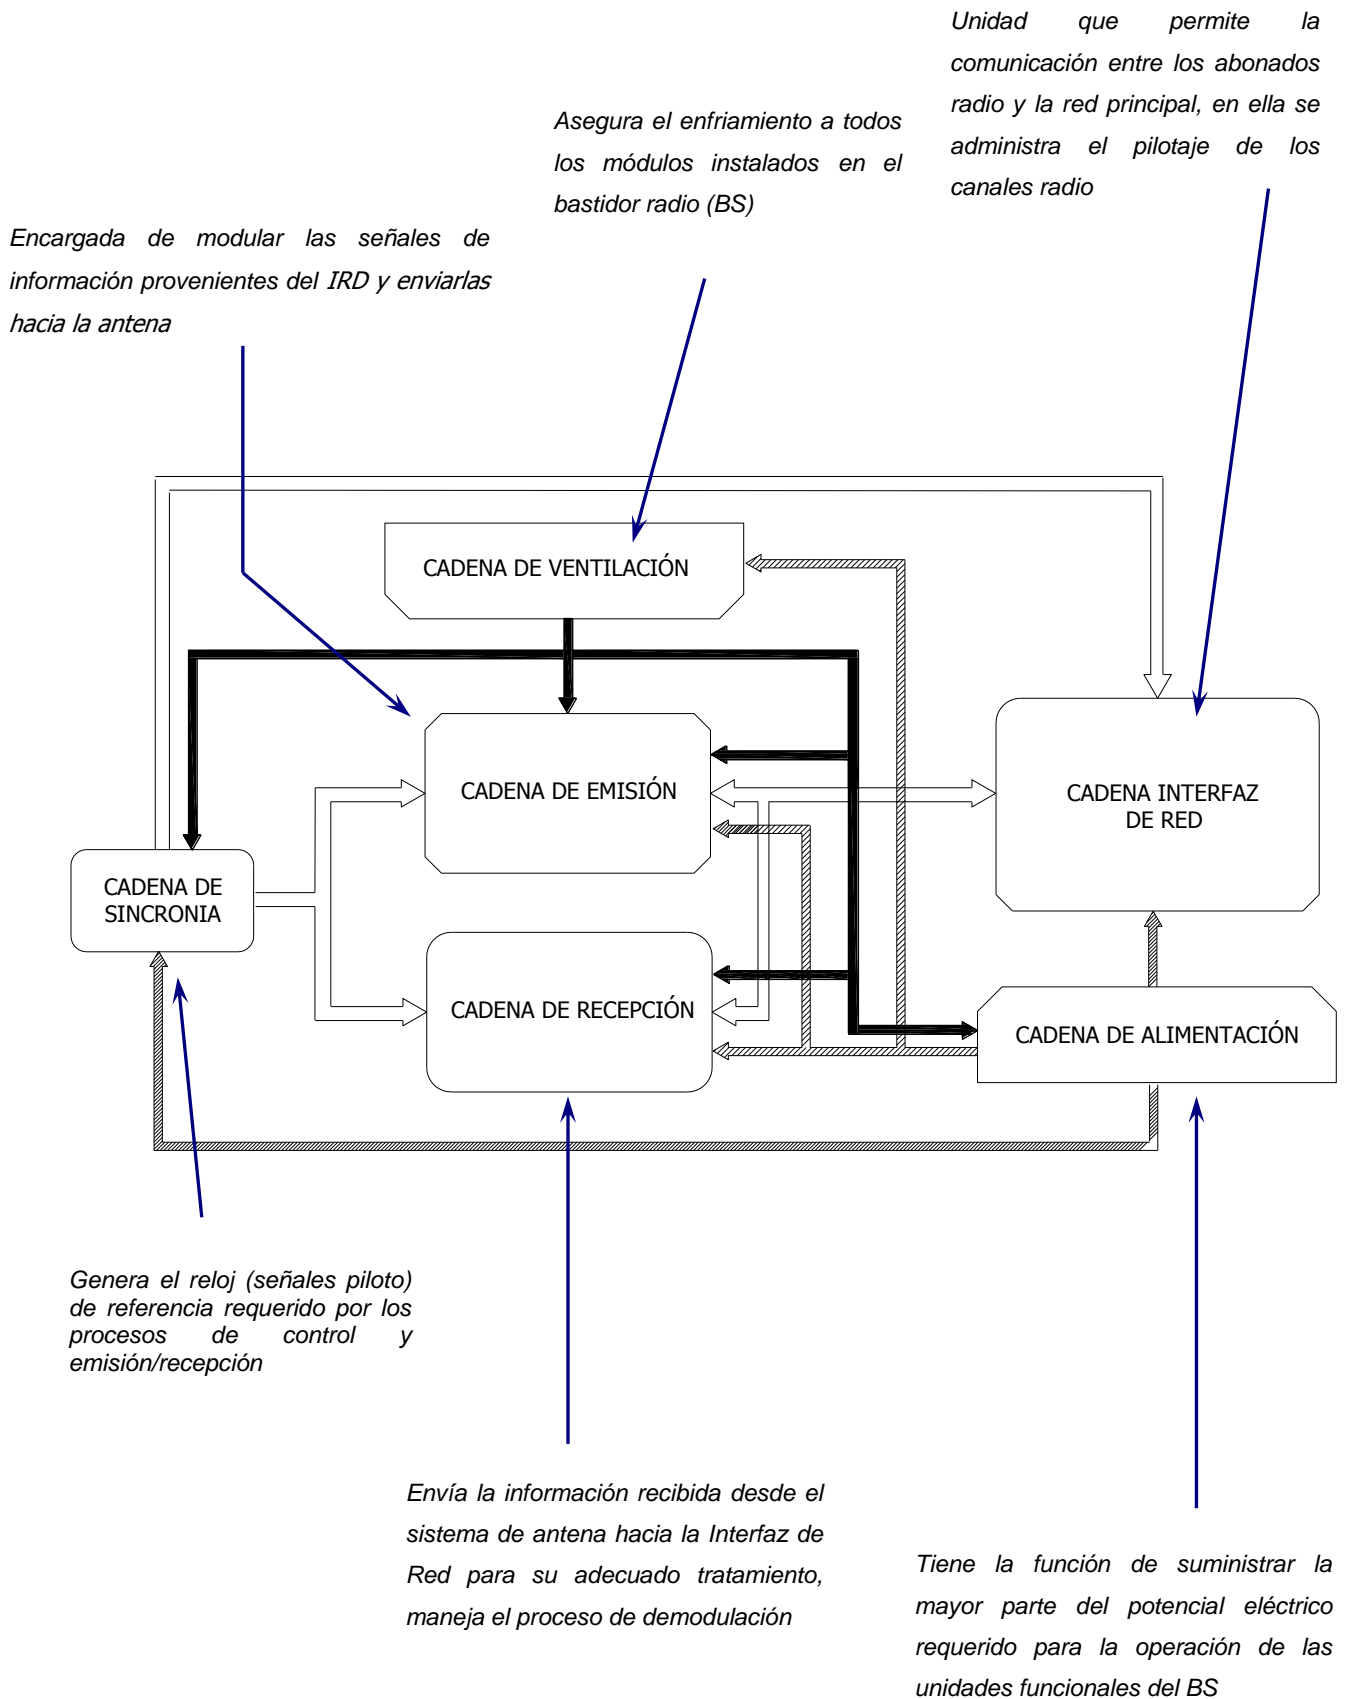 Unidad que permite la
comunicación entre los abonados
radio y la red principal, en ella se
administra el pilotaje de los
canales radio
Asegura el enfriamiento a todos
los módulos instalados en el
bastidor radio (BS)
Encargada de modular las señales de
información provenientes del IRD y enviarlas
hacia la antena
CADENA DE VENTILACIÓN
CADENA DE EMISIÓN
CADENA INTERFAZ
DE RED
CADENA DE
SINCRONIA
CADENA DE RECEPCIÓN
CADENA DE ALIMENTACIÓN
Genera el reloj (señales piloto)
de referencia requerido por los
procesos de control y
emisión/recepción
Envía la información recibida desde el
sistema de antena hacia la Interfaz de
Red para su adecuado tratamiento,
maneja el proceso de demodulación
Tiene la función de suministrar la
mayor parte del potencial eléctrico
requerido para la operación de las
unidades funcionales del BS